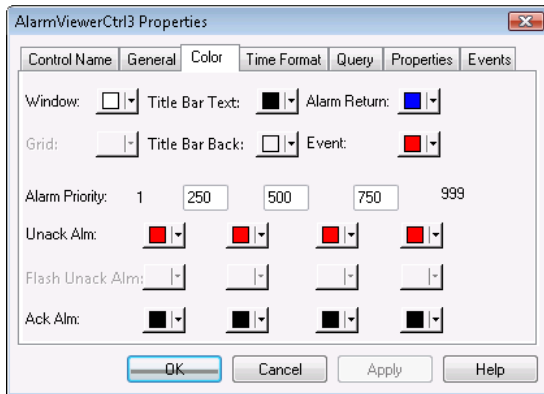 AlarmViewerCtrl3 Properties
Control Name General Color Time Format Query Properties Events
Window: Title Bar Text: Alarm Return:
Grid: Title Bar Back: Event:
Alarm Priority: 1 250 500 750 999
Unack Alm:
Flash Unack Alm:
Ack Alm:
OK Cancel Apply Help